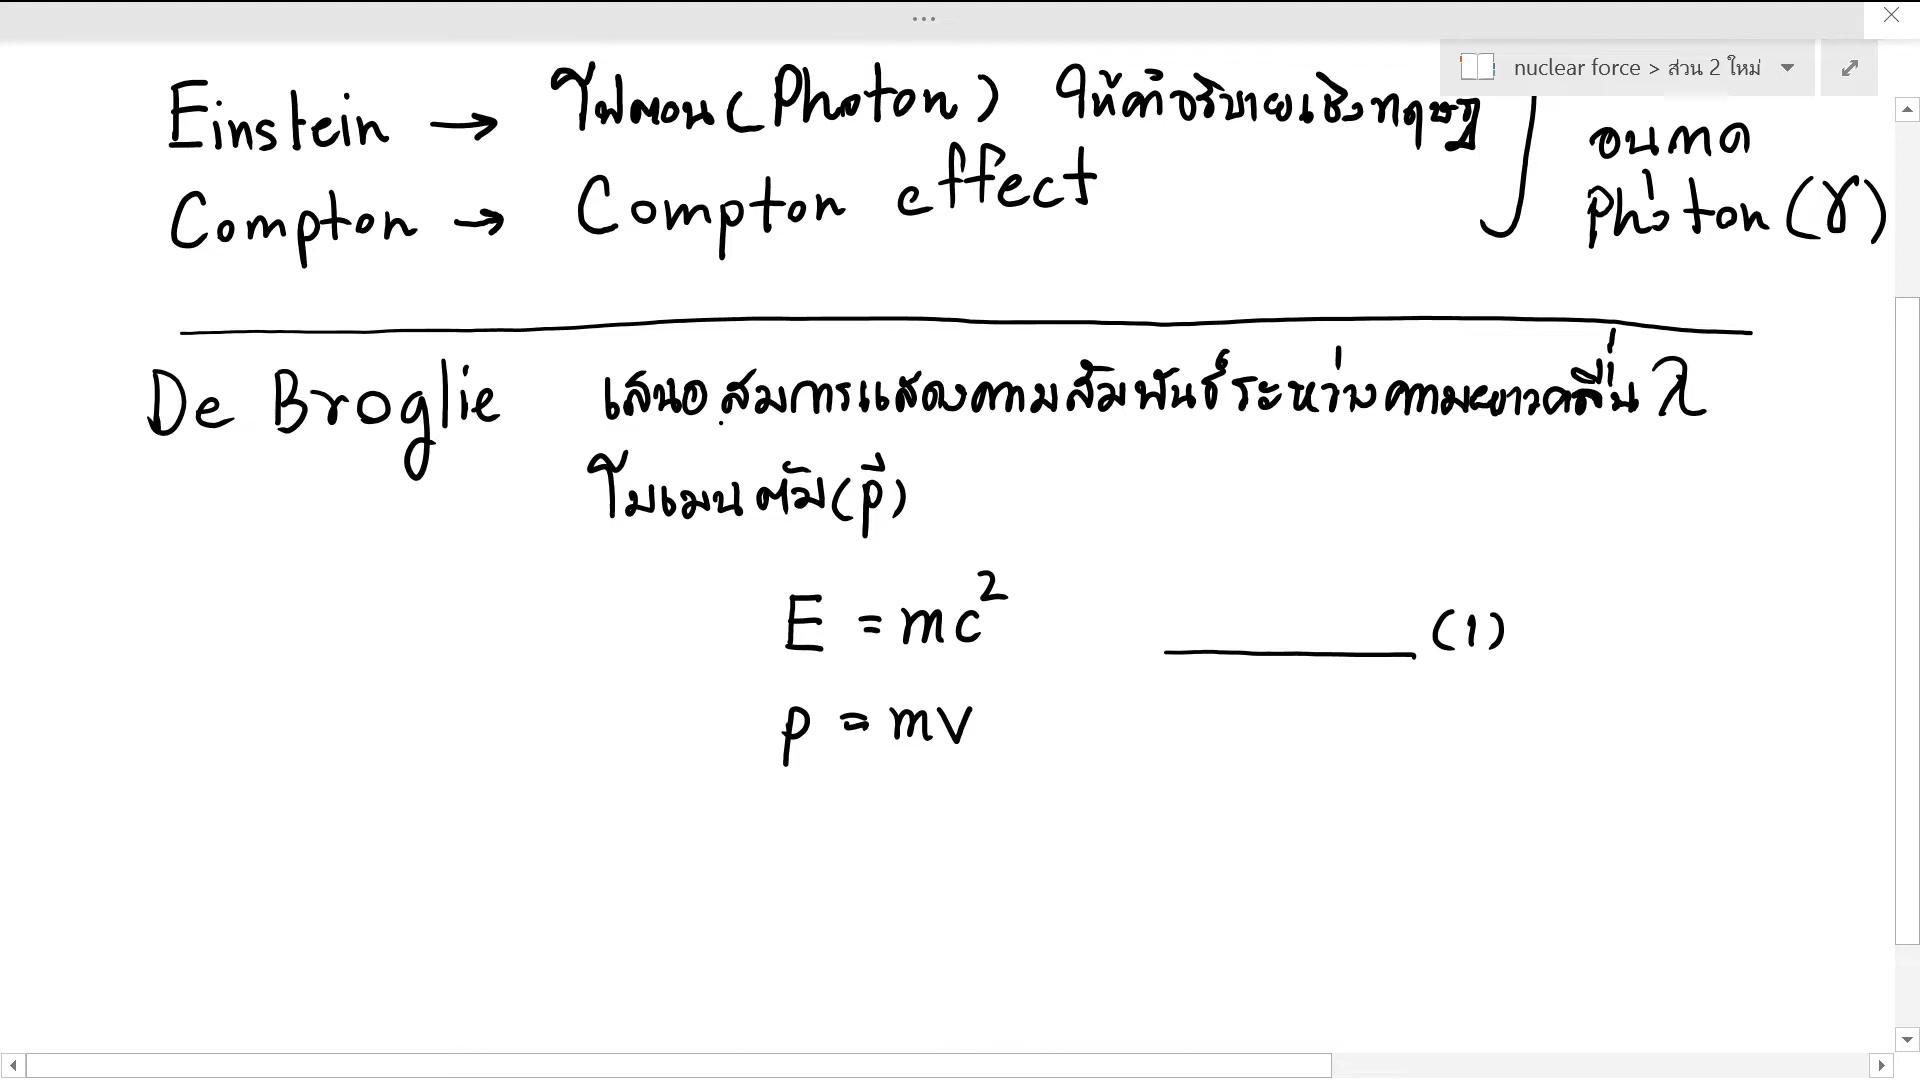 ...
nuclear force > ส่วน 2 ใหม่
Einstein → โฟตอน (Photon) ให้คำอธิบายเชิงทฤษฎี
อนุภาค
Compton → Compton effect
Photon (γ)
De Broglie เสนอสมการแสดงความสัมพันธ์ระหว่างความยาวคลื่น λ
โมเมนตัม (p)
E = mc² (1)
p = mv